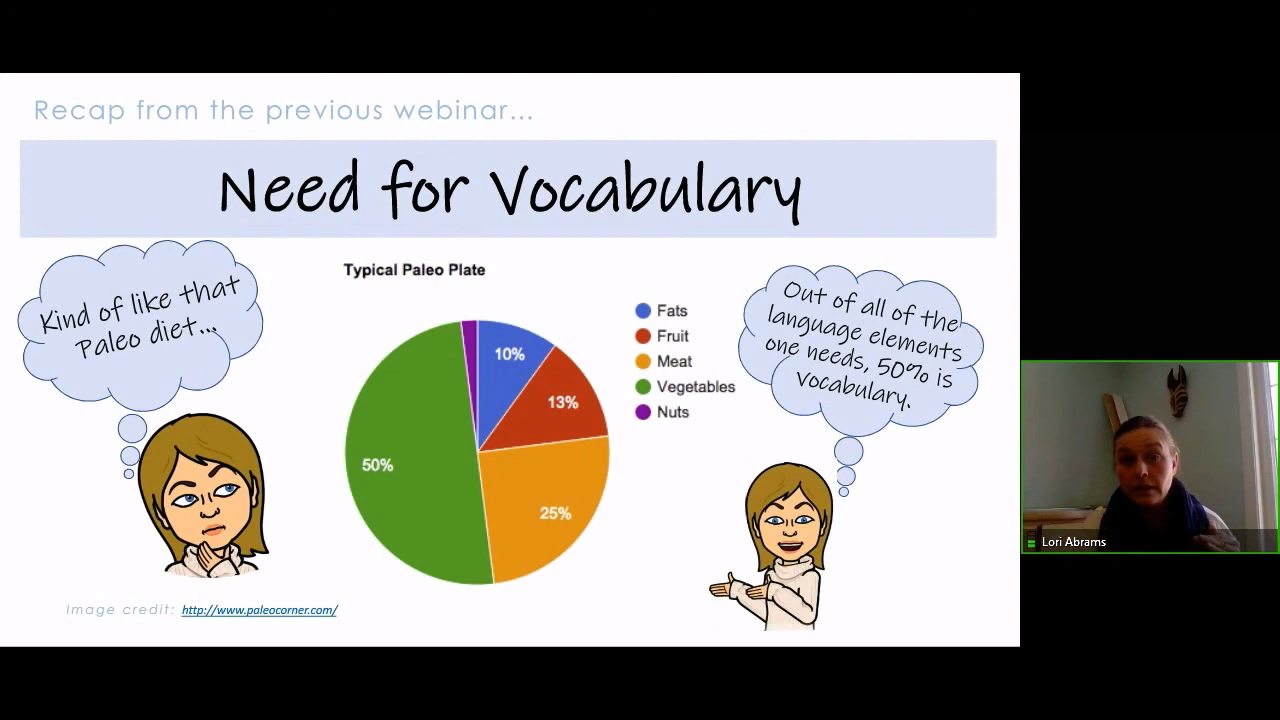 Recap from the previous webinar...
Need for Vocabulary
Kind of like that
Paleo diet...
Typical Paleo Plate
Fats
Fruit
Meat
Vegetables
Nuts
10%
13%
25%
50%
Out of all of the
language elements
one needs, 50% is
vocabulary.
Image credit: http://www.paleocorner.com/
Lori Abrams